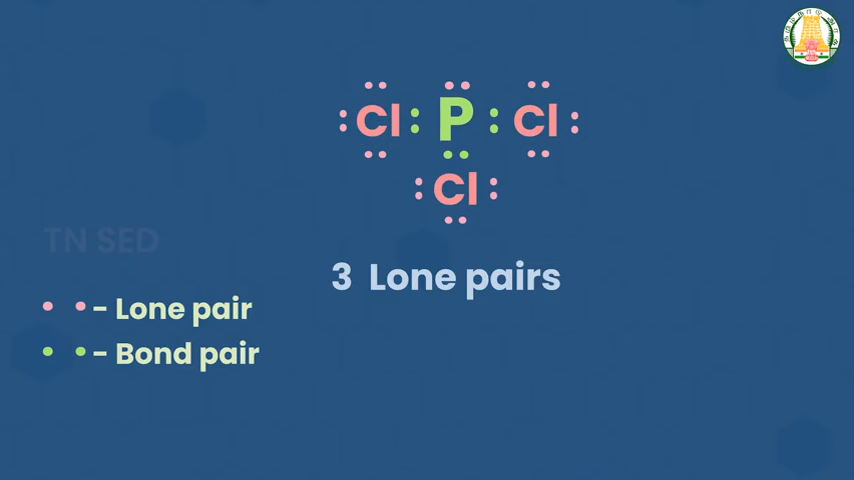 Cl : P : Cl
Cl
TN SED
3 Lone pairs
- Lone pair
- Bond pair